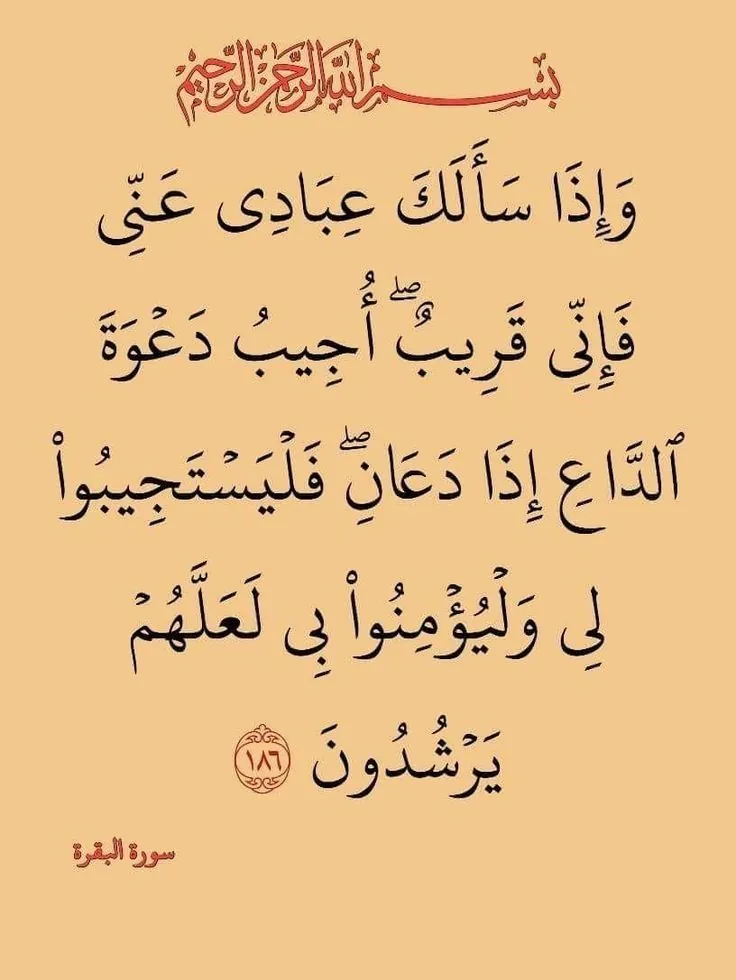 بسم الله الرحمن الرحيم
وَإِذَا سَأَلَكَ عِبَادِى عَنِّى
فَإِنِّى قَرِيبٌ ۖ أُجِيبُ دَعْوَةَ
ٱلدَّاعِ إِذَا دَعَانِ ۖ فَلْيَسْتَجِيبُوا۟
لِى وَلْيُؤْمِنُوا۟ بِى لَعَلَّهُمْ
يَرْشُدُونَ ١٨٦
سورة البقرة